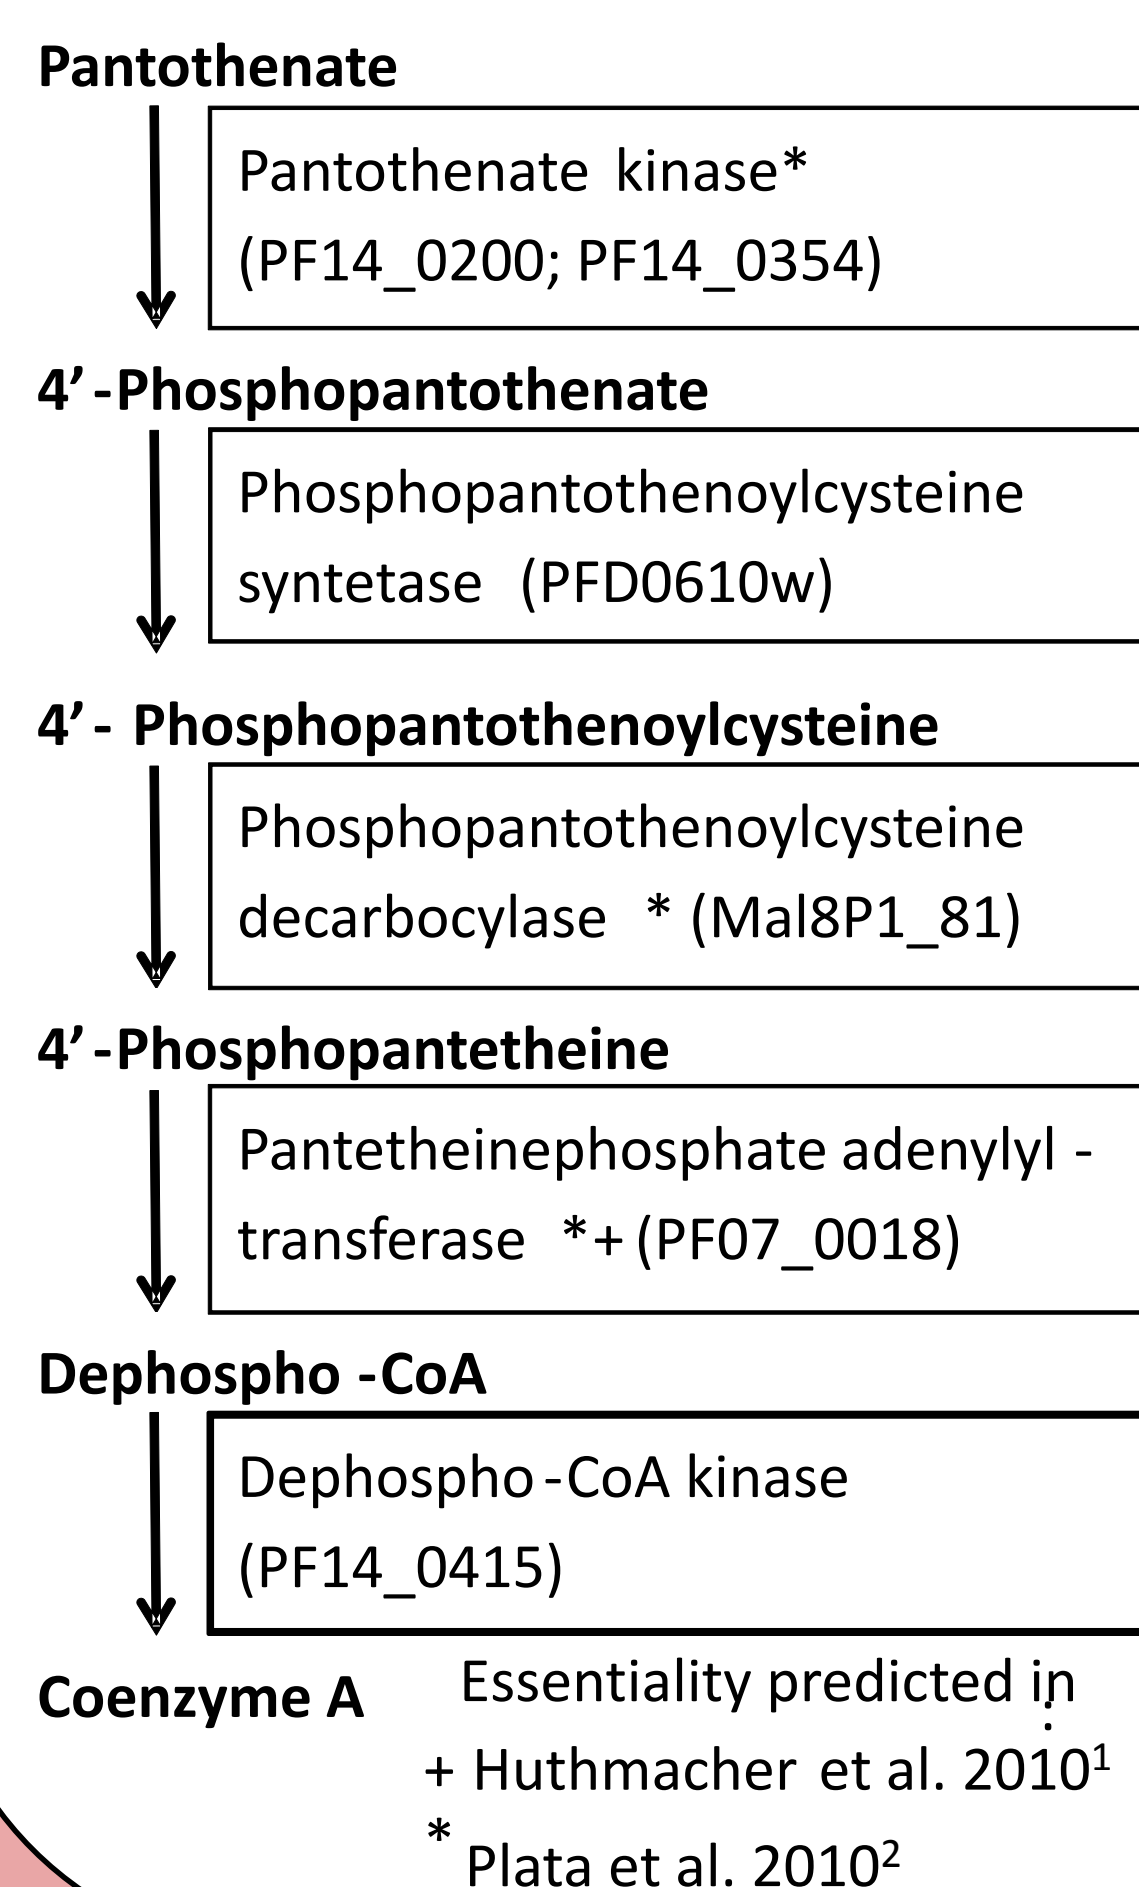 Pantothenate
Pantothenate kinase*
(PF14_0200; PF14_0354)
4’-Phosphopantothenate
Phosphopantothenoylcysteine
syntetase (PFD0610w)
4’- Phosphopantothenoylcysteine
Phosphopantothenoylcysteine
decarbocylase * (Mal8P1_81)
4’-Phosphopantetheine
Pantetheinephosphate adenylyl -
transferase *+ (PF07_0018)
Dephospho -CoA
Dephospho -CoA kinase
(PF14_0415)
Coenzyme A
Essentiality predicted in
:
+ Huthmacher et al. 2010¹
* Plata et al. 2010²